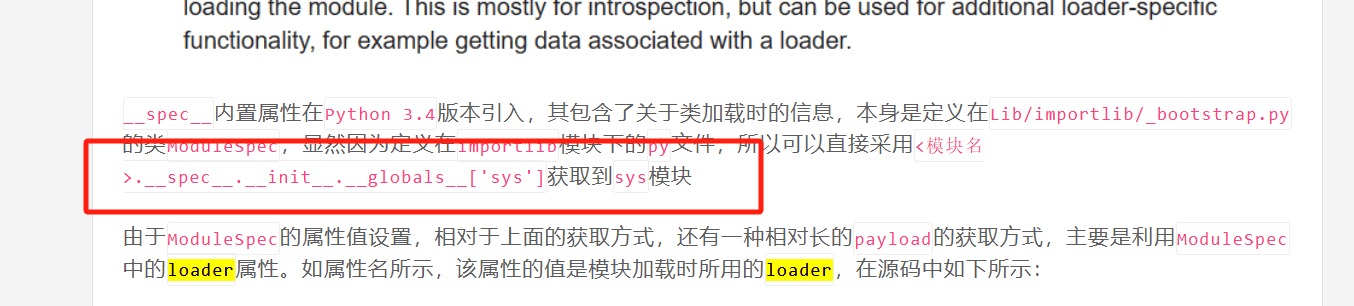 loading the module. This is mostly for introspection, but can be used for additional loader-specific
functionality, for example getting data associated with a loader.
__spec__内置属性在Python 3.4版本引入，其包含了关于类加载时的信息，本身是定义在Lib/importlib/_bootstrap.py
的类ModuleSpec，显然因为定义在importlib模块下的py文件，所以可以直接采用<模块名
>.__spec__.__init__.__globals__['sys']获取到sys模块
由于ModuleSpec的属性值设置，相对于上面的获取方式，还有一种相对长的payload的获取方式，主要是利用ModuleSpec
中的loader属性。如属性名所示，该属性的值是模块加载时所用的loader，在源码中如下所示：